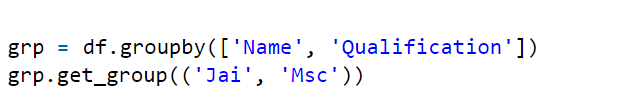 grp = df.groupby(['Name', 'Qualification'])
grp.get_group(('Jai', 'Msc'))